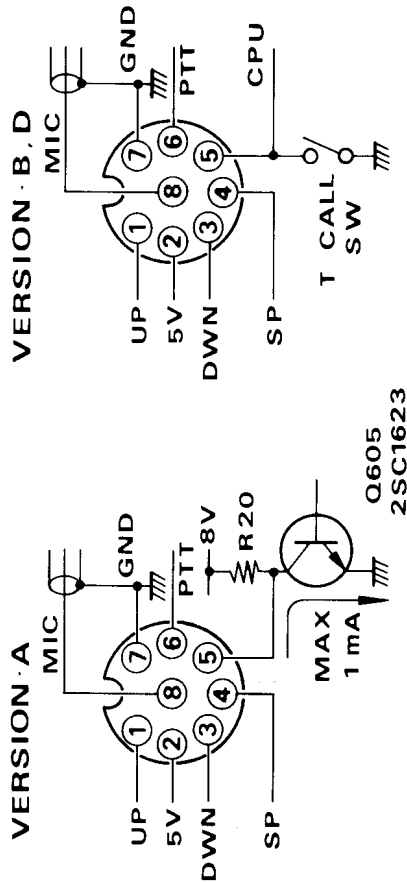 VERSION·A
MIC
GND
UP
1
7
5V
2
8
6
PTT
DWN
3
5
8V
4
R20
SP
MAX
1mA
Q605
2SC1623
VERSION·B,D
MIC
GND
UP
1
7
5V
2
8
6
PTT
DWN
3
5
CPU
4
SP
T CALL
SW